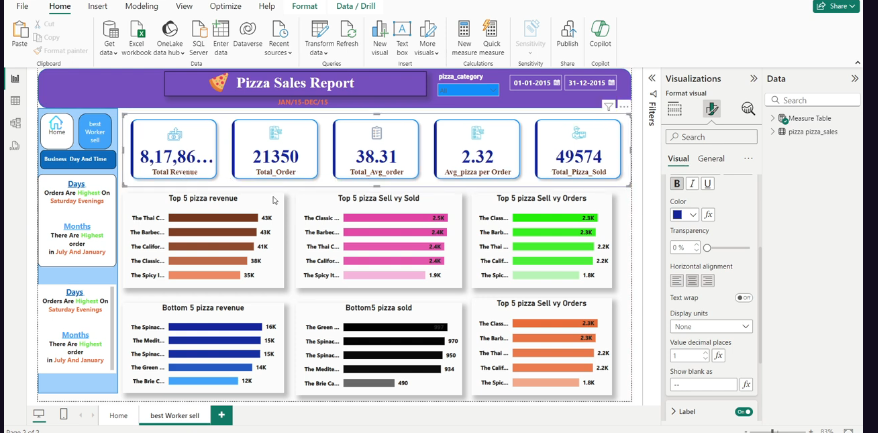 File Home Insert Modeling View Optimize Help Format Data / Drill Share
Paste Cut Copy Format painter
Get data Excel workbook OneLake data hub SQL Server Enter data Dataverse Recent sources Transform data Refresh New visual Text box More visuals New measure Quick measure Sensitivity Publish Copilot
Clipboard Data Queries Insert Calculations Sensitivity Share Copilot
Pizza Sales Report
JAN/15-DEC/15
pizza_category
01-01-2015 31-12-2015
Home
best Worker sell
Business Day And Time
Days
Orders Are Highest On
Saturday Evenings
Months
There Are Highest
order
in July And January
Days
Orders Are Highest On
Saturday Evenings
Months
There Are Highest
order
in July And January
8,17,86...
Total Revenue
21350
Total_Order
38.31
Total_Avg_order
2.32
Avg_pizza per Order
49574
Total_Pizza_Sold
Top 5 pizza revenue
The Thai C... 43K
The Barbec... 43K
The Califor... 41K
The Classic... 38K
The Spicy I... 35K
Top 5 pizza Sell vy Sold
The Classic ... 2.5K
The Barbec... 2.4K
The Thai C... 2.4K
The Califor... 2.4K
The Spicy It... 1.9K
Top 5 pizza Sell vy Orders
The Class... 2.3K
The Barb... 2.3K
The Thai ... 2.2K
The Calif... 2.2K
The Spic... 1.8K
Bottom 5 pizza revenue
The Spinac... 16K
The Medit... 15K
The Spinac... 15K
The Green ... 14K
The Brie C... 12K
Bottom5 pizza sold
The Green ...
The Spinac... 970
The Spinac... 950
The Medite... 934
The Brie Ca... 490
Top 5 pizza Sell vy Orders
The Class... 2.3K
The Barb... 2.3K
The Thai ... 2.2K
The Calif... 2.2K
The Spic... 1.8K
Filters
Visualizations
Format visual
Search
Visual General
B I U
Color
fx
Transparency
0 %
Horizontal alignment
Text wrap Off
Display units
None
Value decimal places
1 fx
Show blank as
-- fx
Label On
Data
Search
Measure Table
pizza pizza_sales
Home best Worker sell +
Page 2 of 2
83%